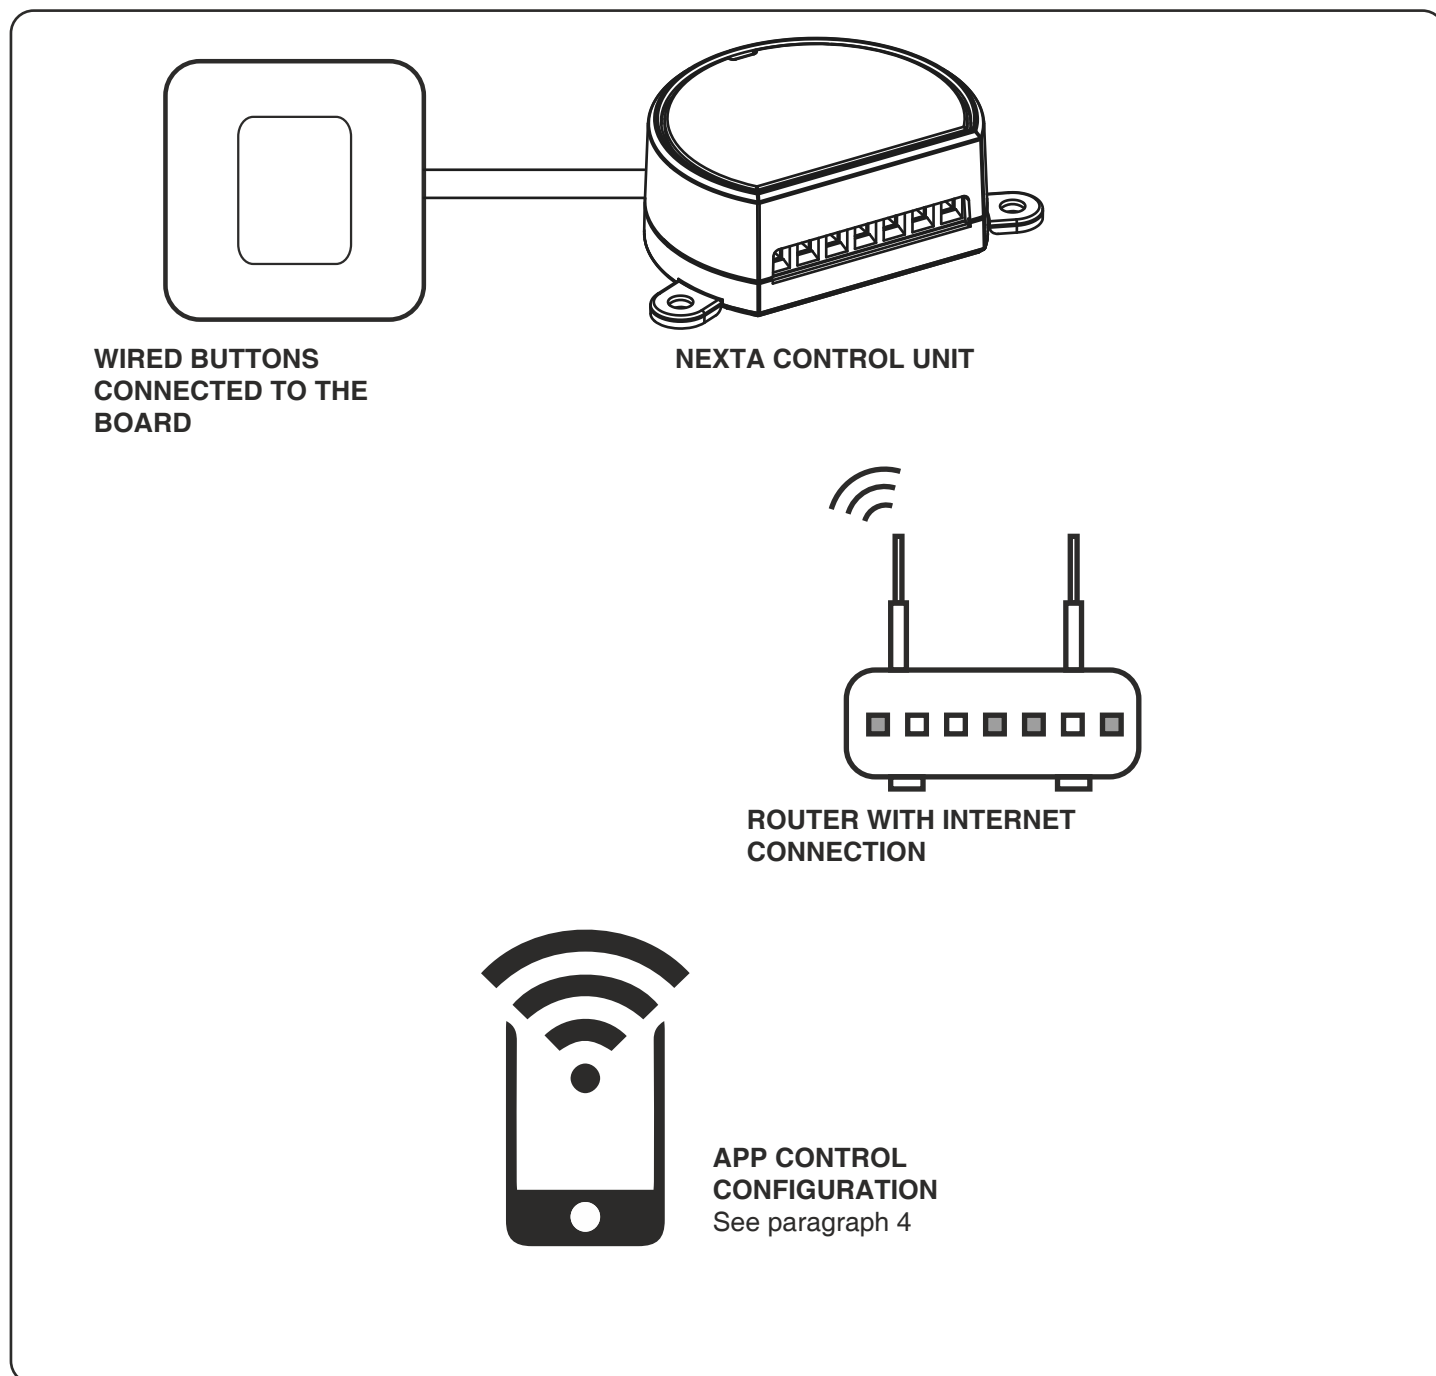 WIRED BUTTONS
CONNECTED TO THE
BOARD
NEXTA CONTROL UNIT
ROUTER WITH INTERNET
CONNECTION
APP CONTROL
CONFIGURATION
See paragraph 4